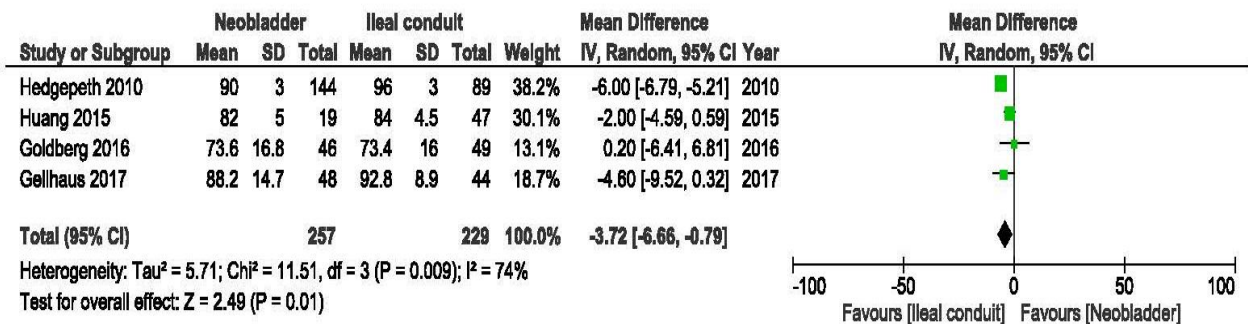 Neobladder Ileal conduit Mean Difference Mean Difference
Study or Subgroup Mean SD Total Mean SD Total Weight IV, Random, 95% CI Year IV, Random, 95% CI
Hedgepeth 2010 90 3 144 96 3 89 38.2% -6.00 [-6.79, -5.21] 2010
Huang 2015 82 5 19 84 4.5 47 30.1% -2.00 [-4.59, 0.59] 2015
Goldberg 2016 73.6 16.8 46 73.4 16 49 13.1% 0.20 [-6.41, 6.81] 2016
Gellhaus 2017 88.2 14.7 48 92.8 8.9 44 18.7% -4.60 [-9.52, 0.32] 2017
Total (95% CI) 257 229 100.0% -3.72 [-6.66, -0.79]
Heterogeneity: Tau² = 5.71; Chi² = 11.51, df = 3 (P = 0.009); I² = 74%
Test for overall effect: Z = 2.49 (P = 0.01)
-100 -50 0 50 100
Favours [Ileal conduit] Favours [Neobladder]